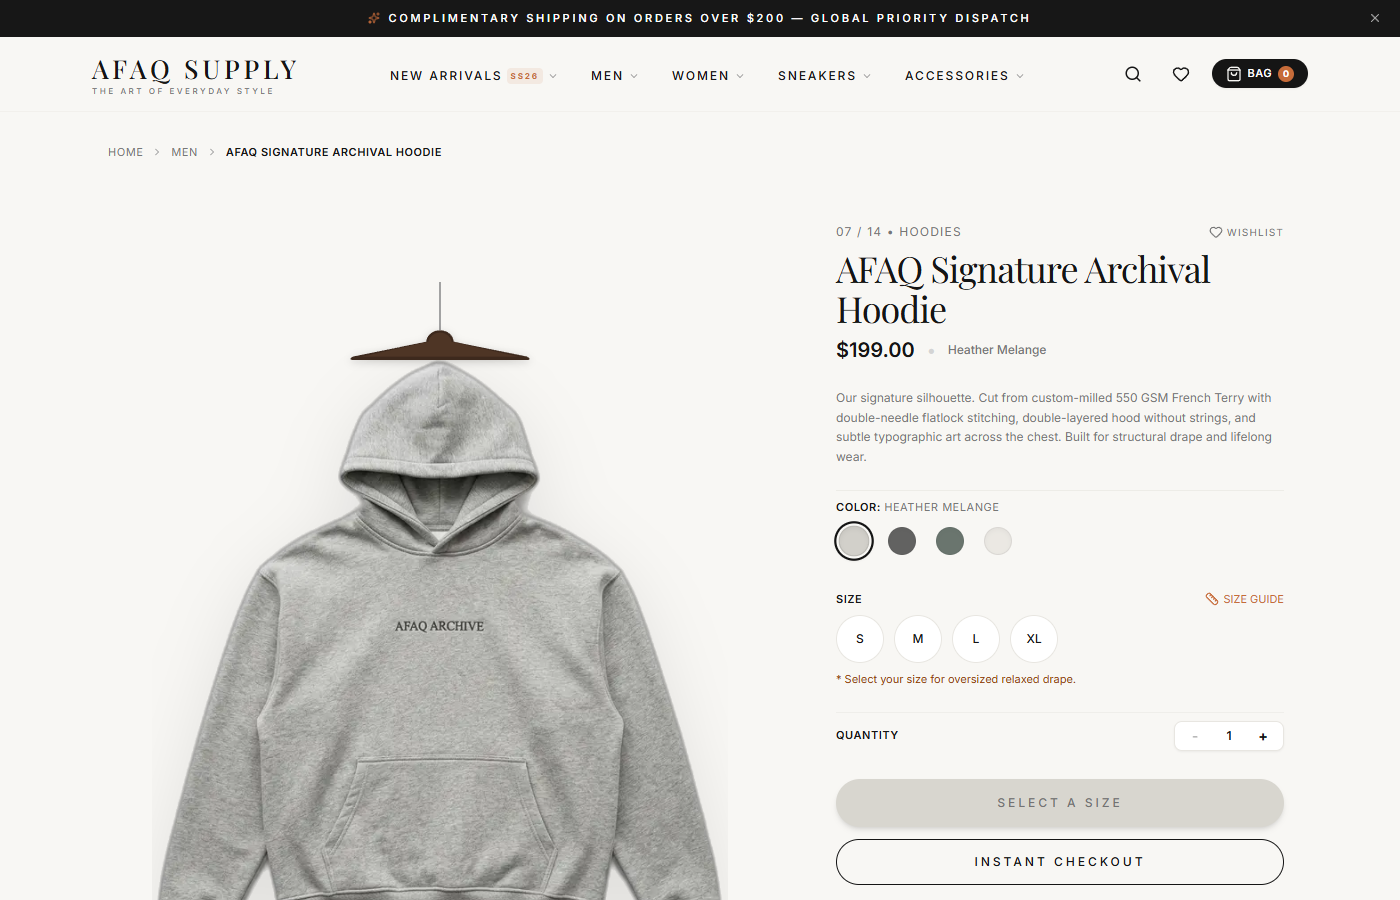 COMPLIMENTARY SHIPPING ON ORDERS OVER $200 — GLOBAL PRIORITY DISPATCH
AFAQ SUPPLY
THE ART OF EVERYDAY STYLE
NEW ARRIVALS SS26
MEN
WOMEN
SNEAKERS
ACCESSORIES
BAG 0
HOME > MEN > AFAQ SIGNATURE ARCHIVAL HOODIE
07 / 14 • HOODIES
WISHLIST
AFAQ Signature Archival
Hoodie
$199.00 • Heather Melange
Our signature silhouette. Cut from custom-milled 550 GSM French Terry with
double-needle flatlock stitching, double-layered hood without strings, and
subtle typographic art across the chest. Built for structural drape and lifelong
wear.
COLOR: HEATHER MELANGE
SIZE
SIZE GUIDE
S
M
L
XL
* Select your size for oversized relaxed drape.
QUANTITY
- 1 +
SELECT A SIZE
INSTANT CHECKOUT
AFAQ ARCHIVE